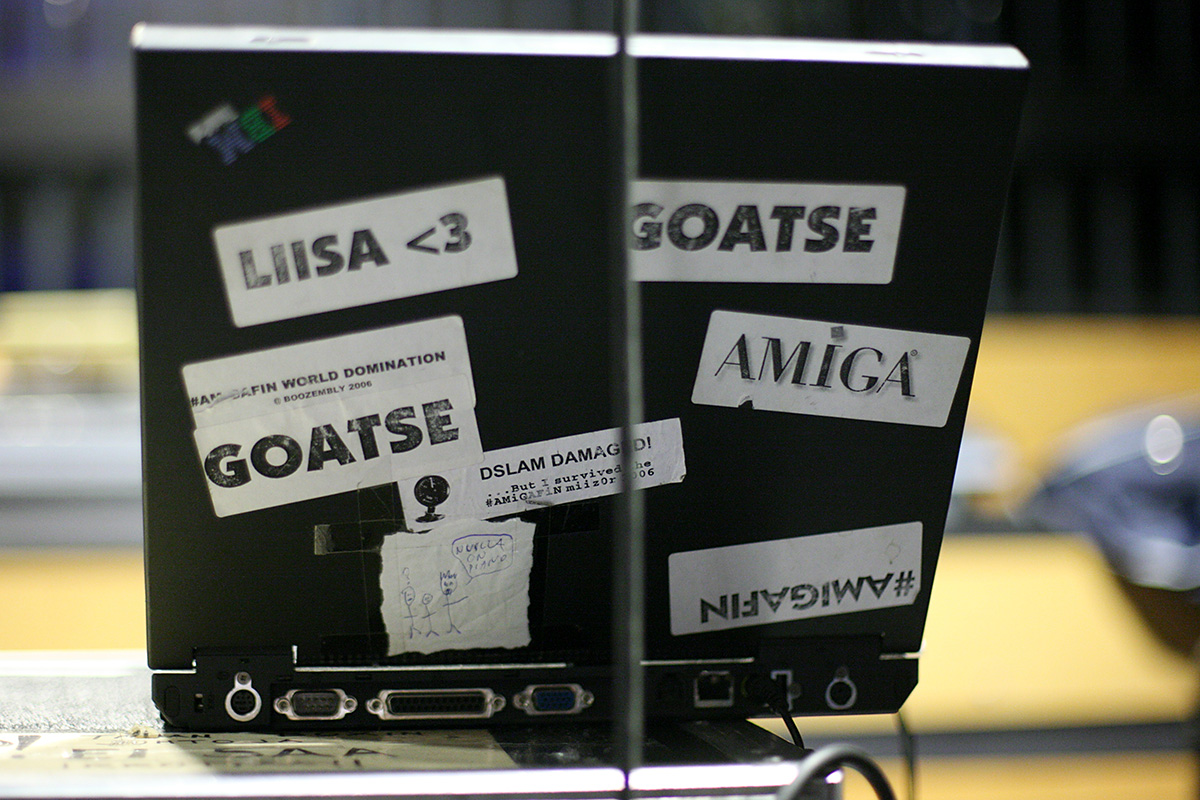 IBM
LIISA <3
GOATSE
#AMIGAFIN WORLD DOMINATION
© BOOZEMBLY 2006
GOATSE
AMIGA
DSLAM DAMAGED!
...But I survived the
#AMiGAFiN miiz0r 2006
NUKLA
ON
PIANO
?
#AMIGAFIN